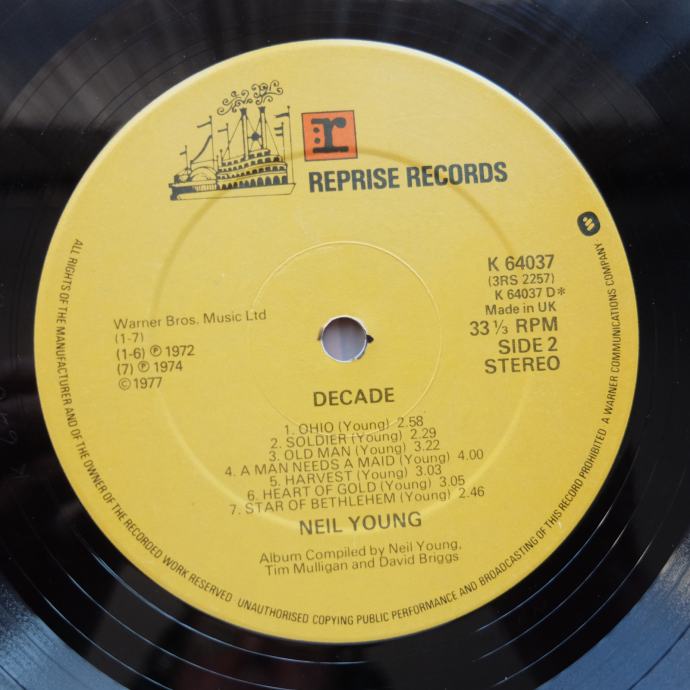 r
REPRISE RECORDS
K 64037
(3RS 2257)
K 64037 D*
Made in UK
33 ⅓ RPM
SIDE 2
STEREO
Warner Bros. Music Ltd
(1-7)
(1-6) ℗ 1972
(7) ℗ 1974
© 1977
DECADE
1. OHIO (Young) 2.58
2. SOLDIER (Young) 2.29
3. OLD MAN (Young) 3.22
4. A MAN NEEDS A MAID (Young) 4.00
5. HARVEST (Young) 3.03
6. HEART OF GOLD (Young) 3.05
7. STAR OF BETHLEHEM (Young) 2.46
NEIL YOUNG
Album Compiled by Neil Young,
Tim Mulligan and David Briggs
ALL RIGHTS OF THE MANUFACTURER AND OF THE OWNER OF THE RECORDED WORK RESERVED UNAUTHORISED COPYING PUBLIC PERFORMANCE AND BROADCASTING OF THIS RECORD PROHIBITED A WARNER COMMUNICATIONS COMPANY